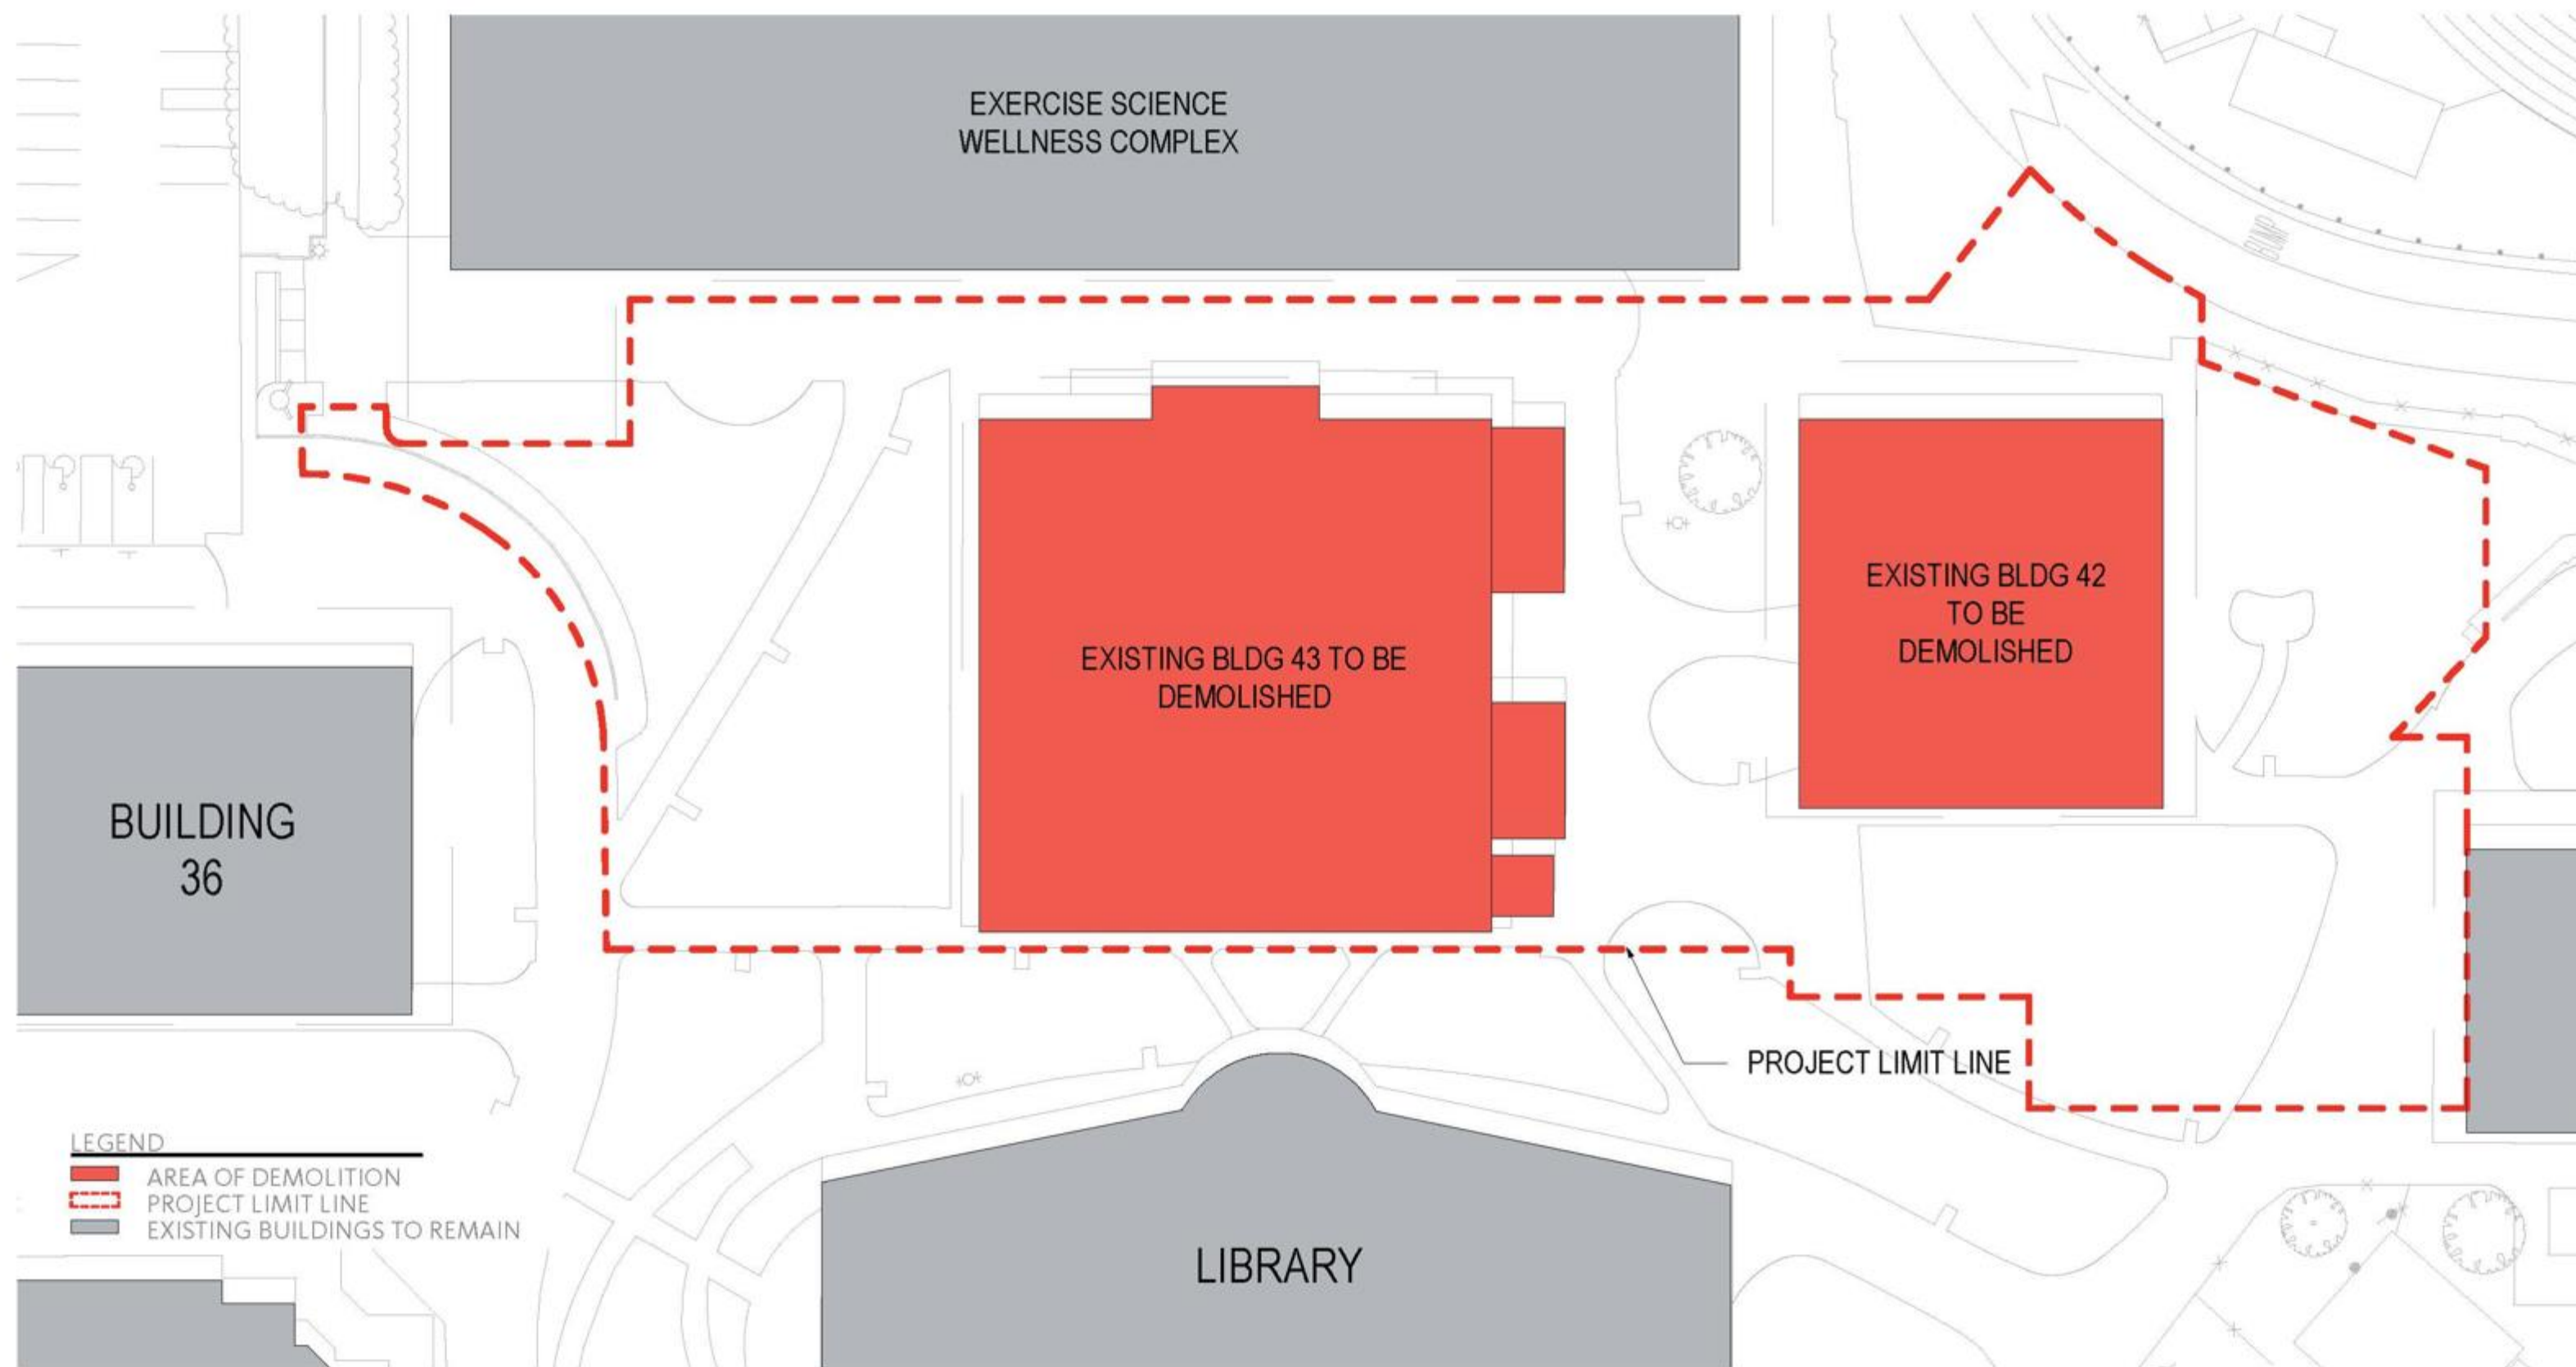 EXERCISE SCIENCE
WELLNESS COMPLEX
EXISTING BLDG 42
TO BE
DEMOLISHED
EXISTING BLDG 43 TO BE
DEMOLISHED
BUILDING
36
PROJECT LIMIT LINE
LEGEND
AREA OF DEMOLITION
PROJECT LIMIT LINE
EXISTING BUILDINGS TO REMAIN
LIBRARY